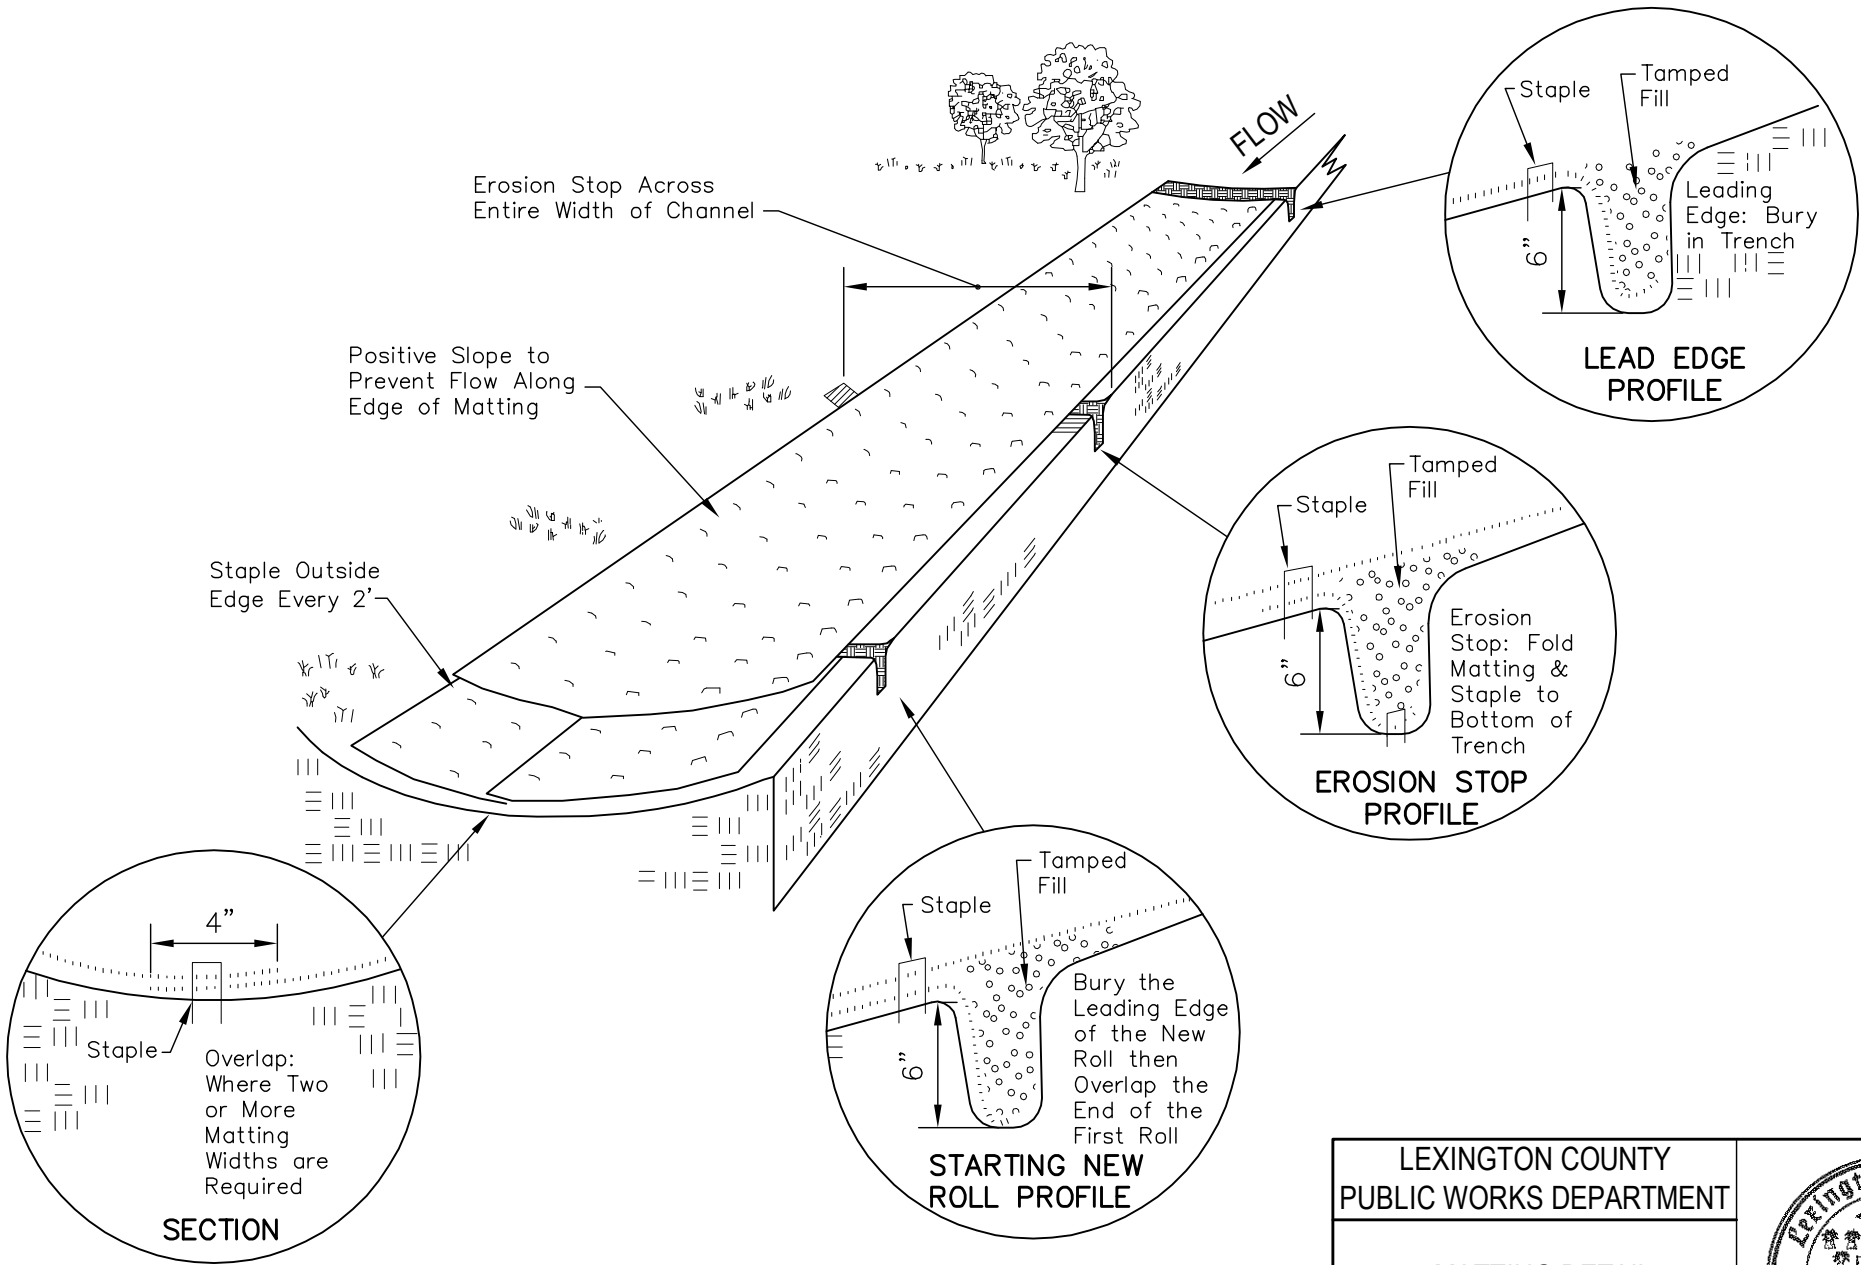 FLOW
Erosion Stop Across
Entire Width of Channel
Positive Slope to
Prevent Flow Along
Edge of Matting
Staple Outside
Edge Every 2'
Staple
Tamped
Fill
Leading
Edge: Bury
in Trench
6"
LEAD EDGE
PROFILE
Tamped
Fill
Staple
Erosion
Stop: Fold
Matting &
Staple to
Bottom of
Trench
6"
EROSION STOP
PROFILE
Tamped
Fill
Staple
Bury the
Leading Edge
of the New
Roll then
Overlap the
End of the
First Roll
6"
STARTING NEW
ROLL PROFILE
4"
Staple
Overlap:
Where Two
or More
Matting
Widths are
Required
SECTION
LEXINGTON COUNTY
PUBLIC WORKS DEPARTMENT